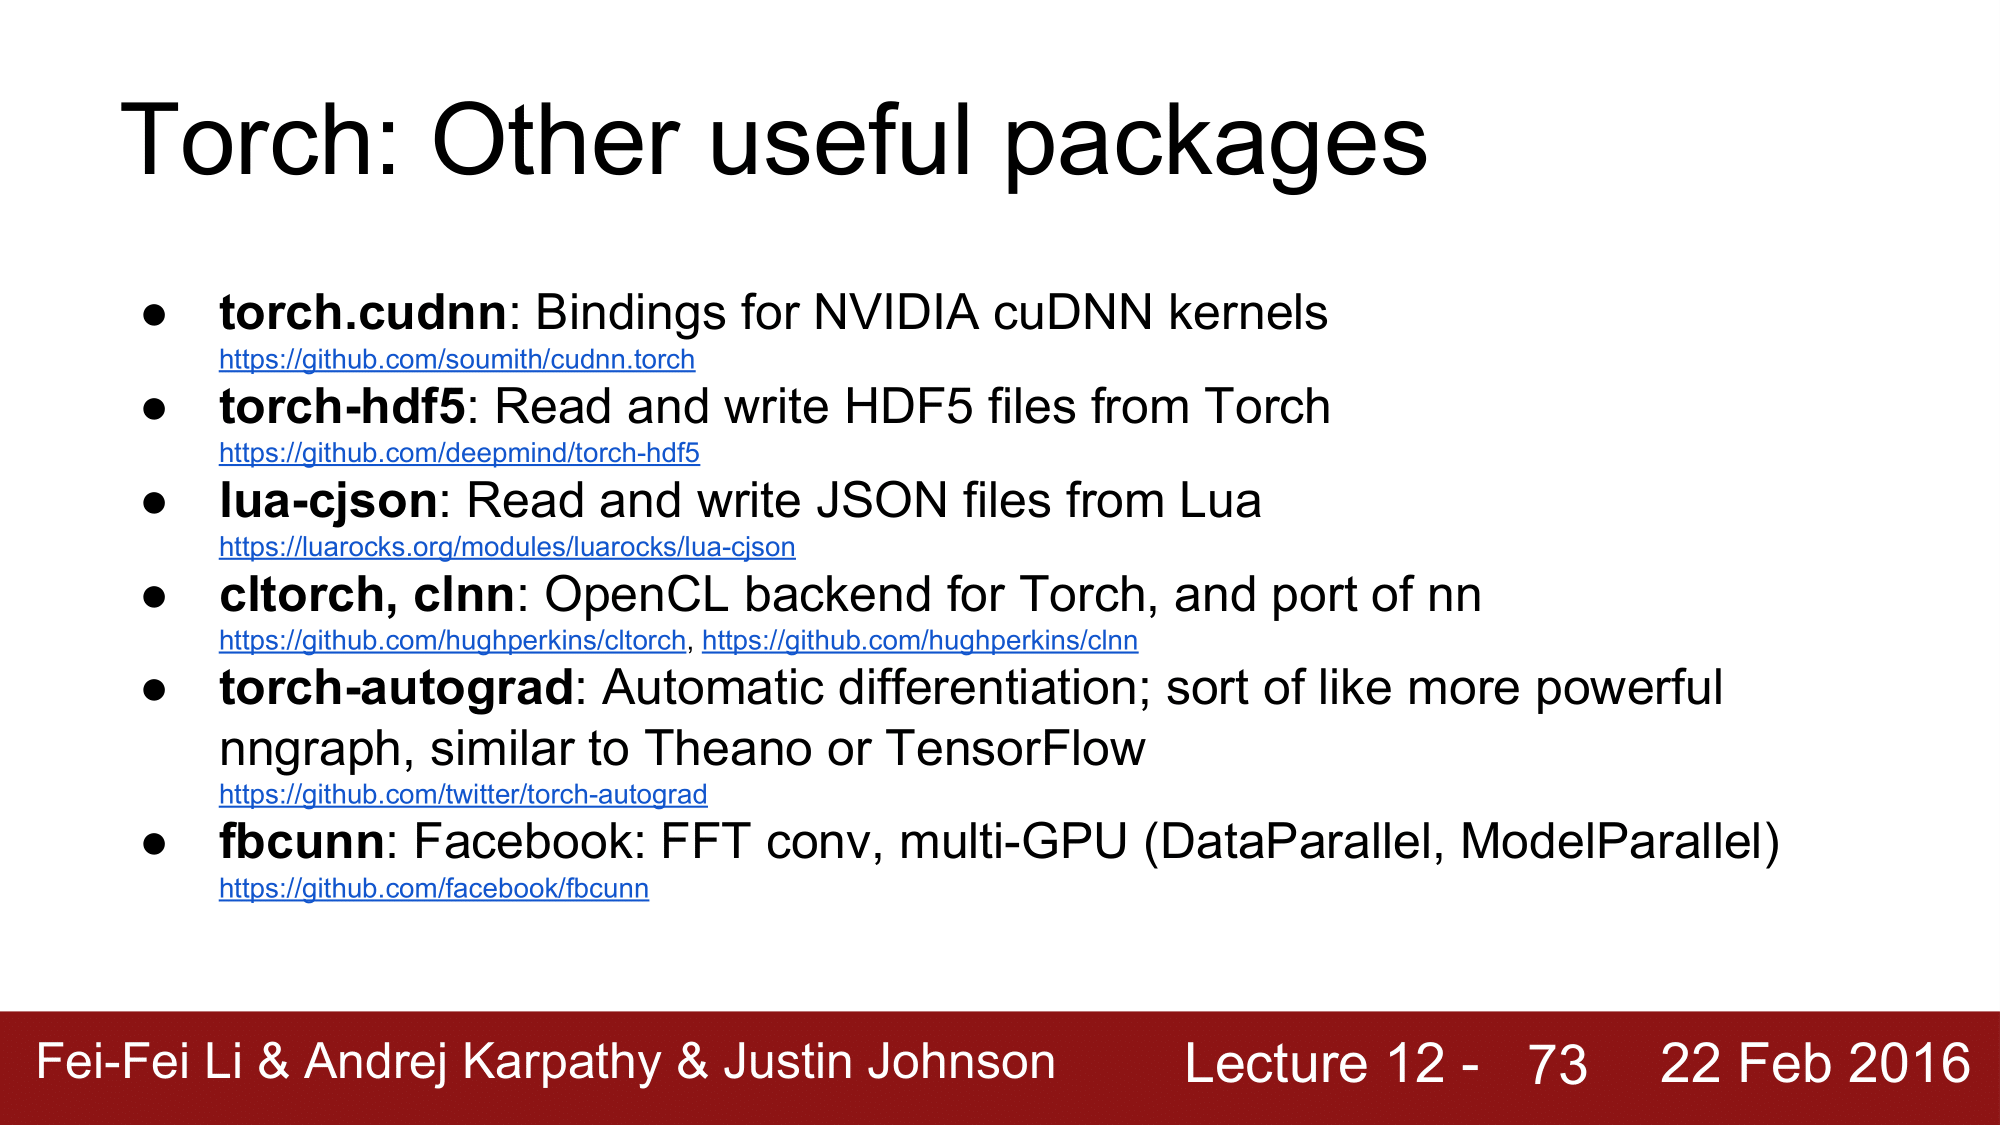 Torch: Other useful packages
● torch.cudnn: Bindings for NVIDIA cuDNN kernels
https://github.com/soumith/cudnn.torch
● torch-hdf5: Read and write HDF5 files from Torch
https://github.com/deepmind/torch-hdf5
● lua-cjson: Read and write JSON files from Lua
https://luarocks.org/modules/luarocks/lua-cjson
● cltorch, clnn: OpenCL backend for Torch, and port of nn
https://github.com/hughperkins/cltorch, https://github.com/hughperkins/clnn
● torch-autograd: Automatic differentiation; sort of like more powerful
nngraph, similar to Theano or TensorFlow
https://github.com/twitter/torch-autograd
● fbcunn: Facebook: FFT conv, multi-GPU (DataParallel, ModelParallel)
https://github.com/facebook/fbcunn
Fei-Fei Li & Andrej Karpathy & Justin Johnson Lecture 12 - 73 22 Feb 2016